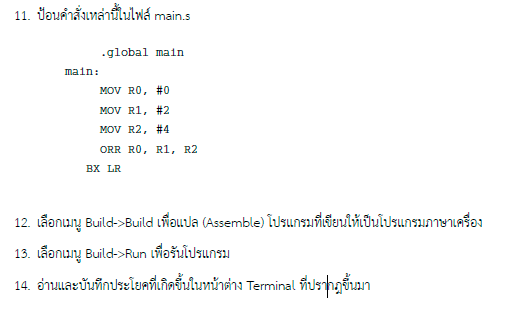 11. ป้อนคำสั่งเหล่านี้ในไฟล์ main.s
.global main
main:
MOV R0, #0
MOV R1, #2
MOV R2, #4
ORR R0, R1, R2
BX LR
12. เลือกเมนู Build->Build เพื่อแปล (Assemble) โปรแกรมที่เขียนให้เป็นโปรแกรมภาษาเครื่อง
13. เลือกเมนู Build->Run เพื่อรันโปรแกรม
14. อ่านและบันทึกประโยคที่เกิดขึ้นในหน้าต่าง Terminal ที่ปรากฏขึ้นมา